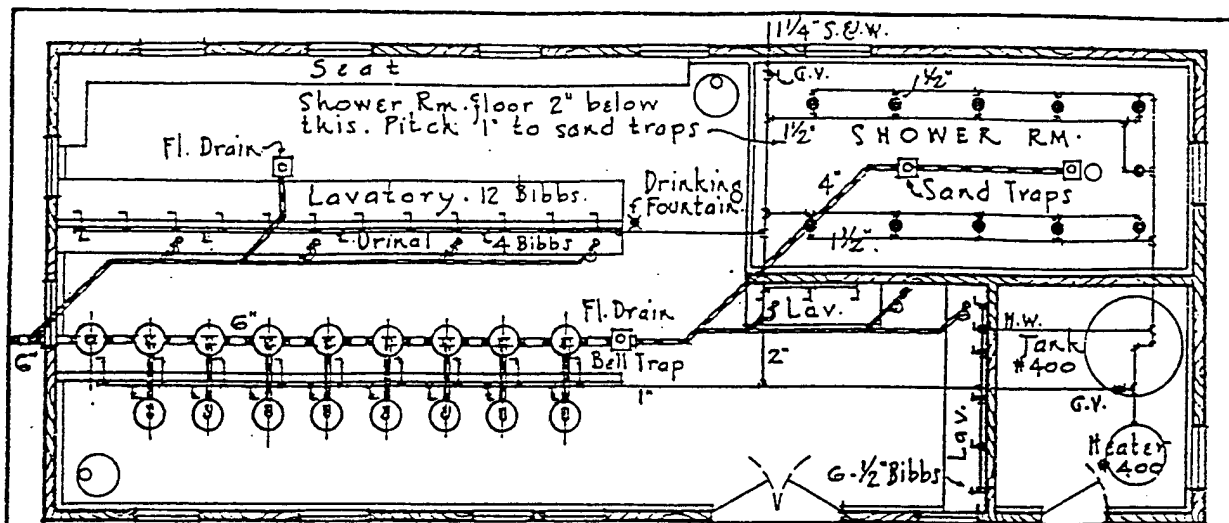 1¼" S.&W.
G.V.
Seat
½"
Shower Rm. floor 2" below
this. Pitch 1" to sand traps
1½"
SHOWER RM.
Fl. Drain
4"
Lavatory. 12 Bibbs.
Drinking
Fountain.
Sand Traps
Urinal 4 Bibbs
1½"
6"
Fl. Drain
Lav.
H.W.
Tank
#400
6"
Bell Trap
2"
1"
G.V.
Lav.
Heater
400
6-½" Bibbs